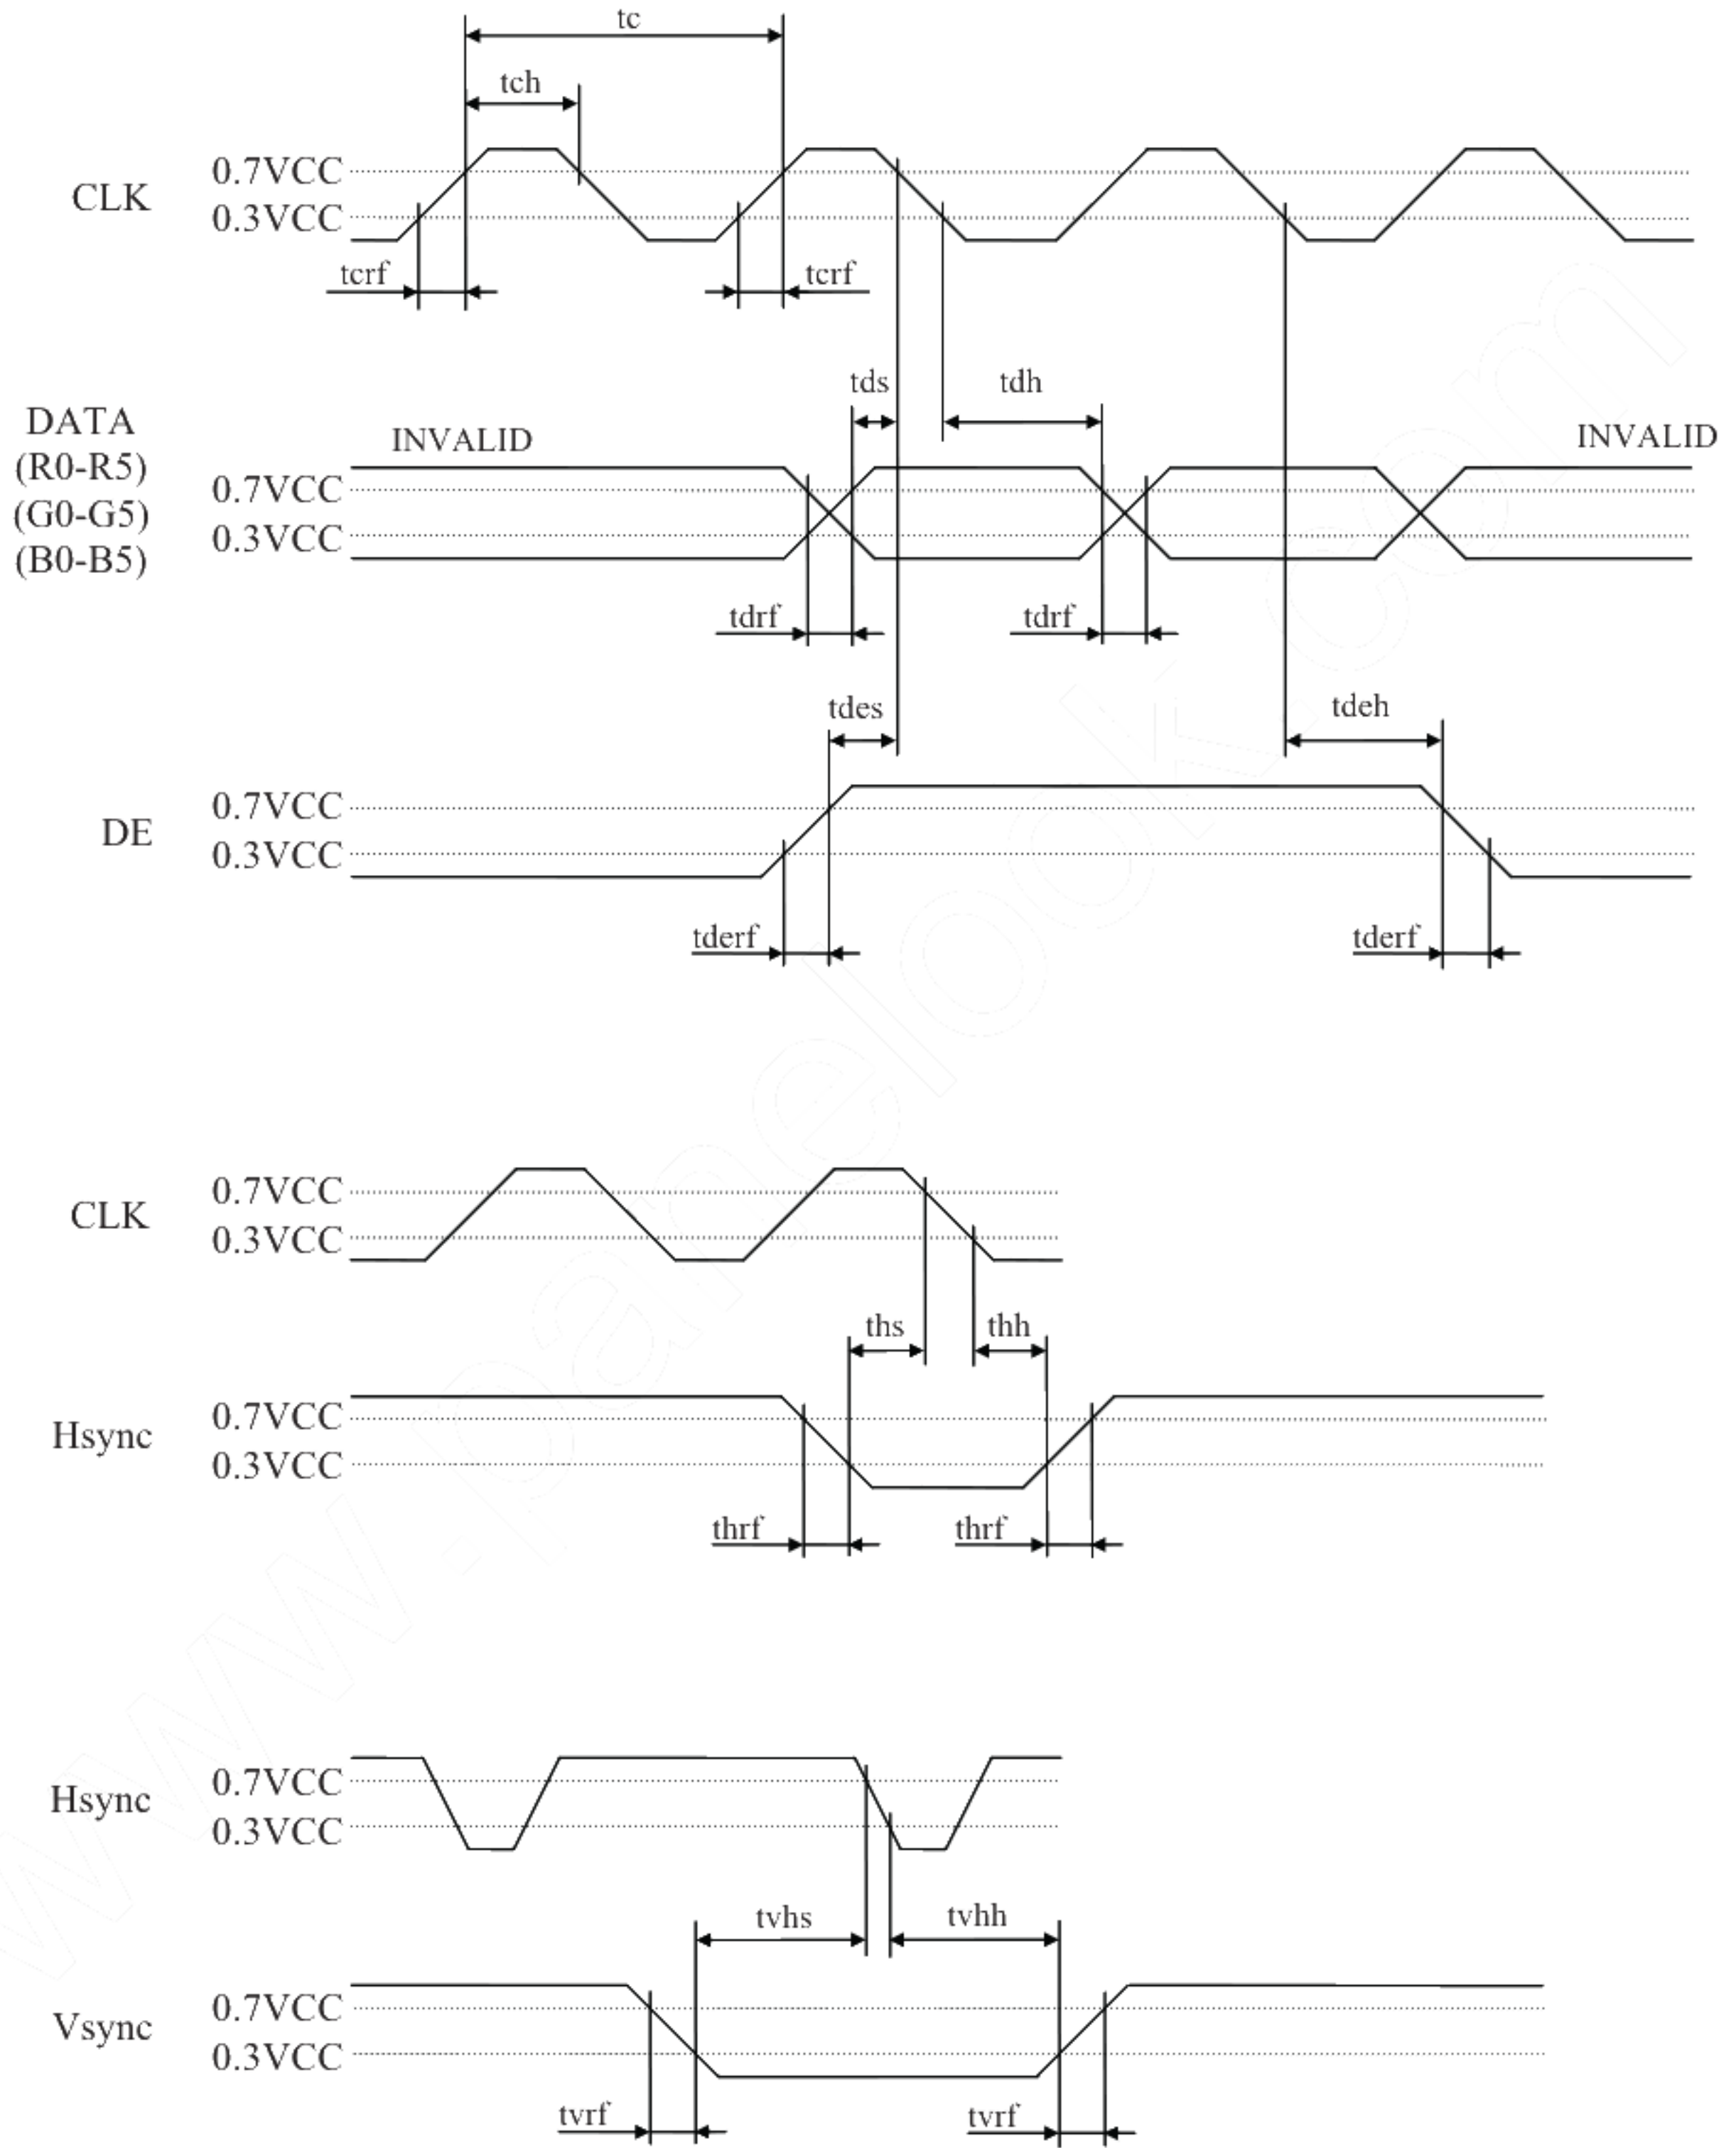 tc
tch
0.7VCC
CLK
0.3VCC
tcrf
tcrf
tds
tdh
DATA
(R0-R5)
(G0-G5)
(B0-B5)
INVALID
INVALID
0.7VCC
0.3VCC
tdrf
tdrf
tdes
tdeh
0.7VCC
DE
0.3VCC
tderf
tderf
0.7VCC
CLK
0.3VCC
ths
thh
0.7VCC
Hsync
0.3VCC
thrf
thrf
0.7VCC
Hsync
0.3VCC
tvhs
tvhh
0.7VCC
Vsync
0.3VCC
tvrf
tvrf
www.panelook.com